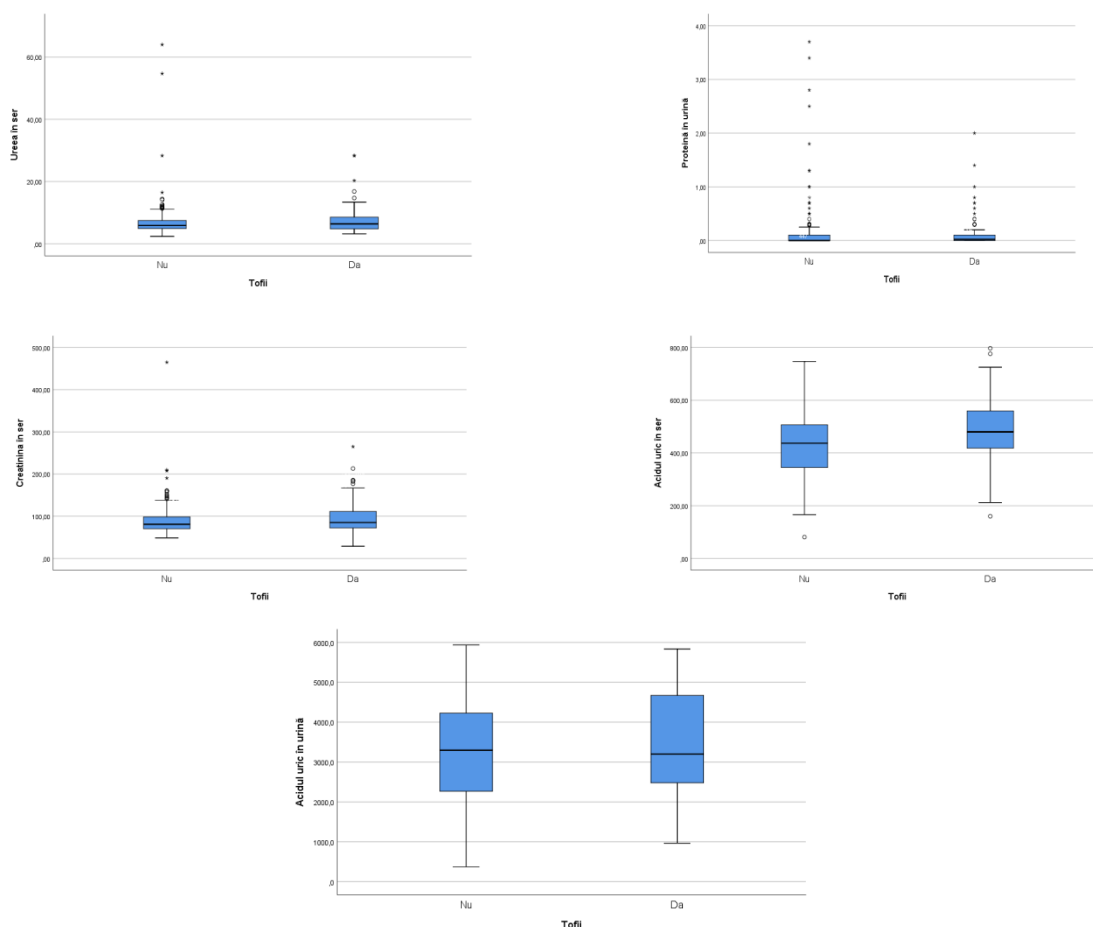 Ureea în ser
60,00
40,00
20,00
,00
Nu
Da
Tofii
Proteină în urină
4,00
3,00
2,00
1,00
,00
Nu
Da
Tofii
Creatinina în ser
500,00
400,00
300,00
200,00
100,00
,00
Nu
Da
Tofii
Acidul uric în ser
800,00
600,00
400,00
200,00
,00
Nu
Da
Tofii
Acidul uric în urină
6000,0
5000,0
4000,0
3000,0
2000,0
1000,0
,0
Nu
Da
Tofii